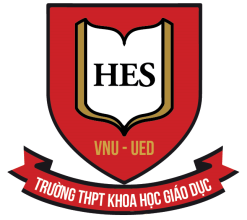 HES
VNU - UED
TRƯỜNG THPT KHOA HỌC GIÁO DỤC